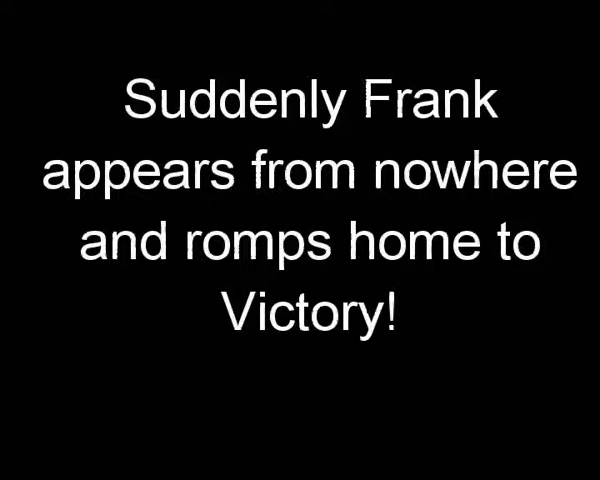 Suddenly Frank
appears from nowhere
and romps home to
Victory!